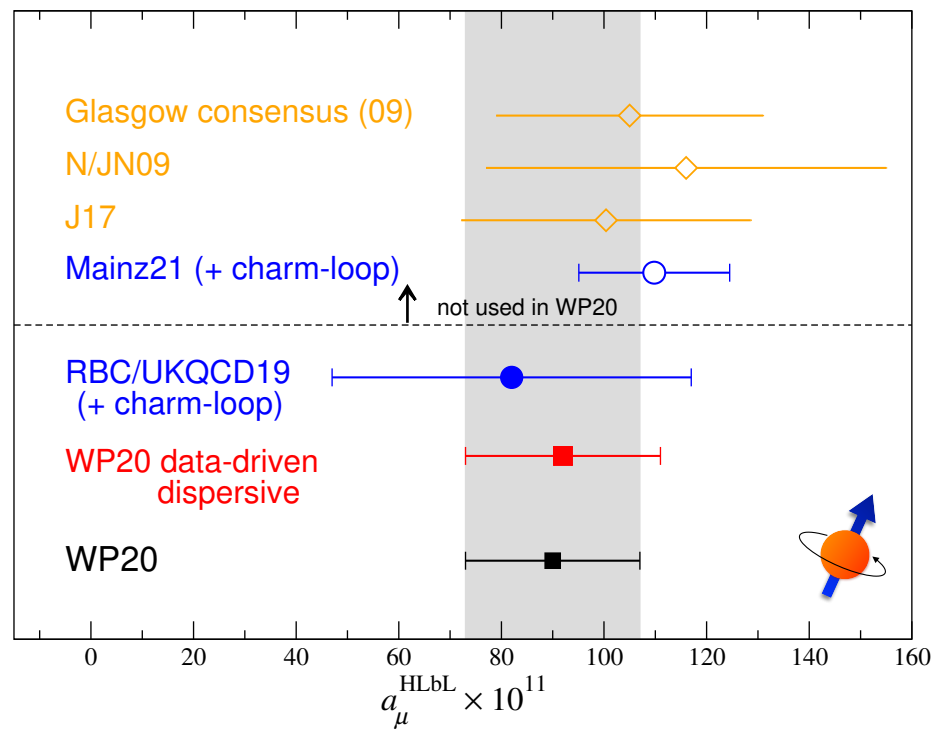 Glasgow consensus (09)
N/JN09
J17
Mainz21 (+ charm-loop)
not used in WP20
RBC/UKQCD19
(+ charm-loop)
WP20 data-driven
dispersive
WP20
0 20 40 60 80 100 120 140 160
a_μ^HLbL × 10^11